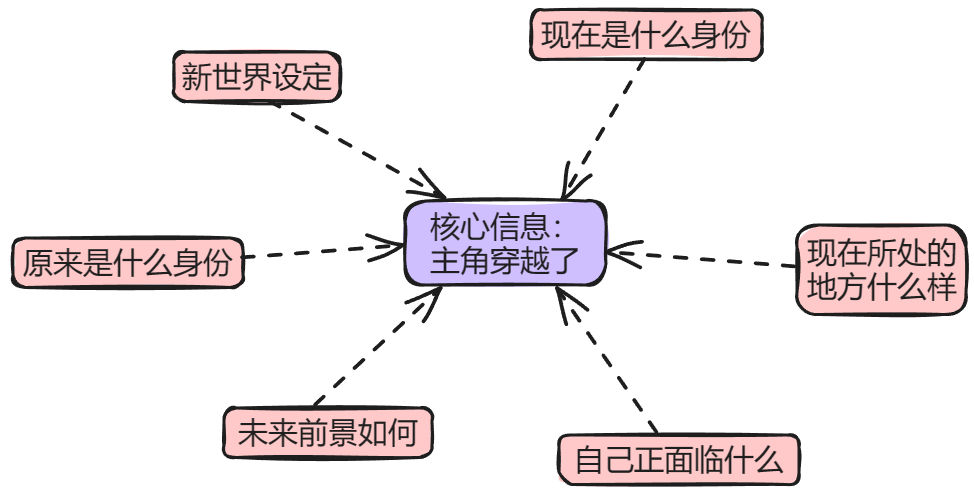 现在是什么身份
新世界设定
核心信息：
主角穿越了
原来是什么身份
现在所处的
地方什么样
未来前景如何
自己正面临什么